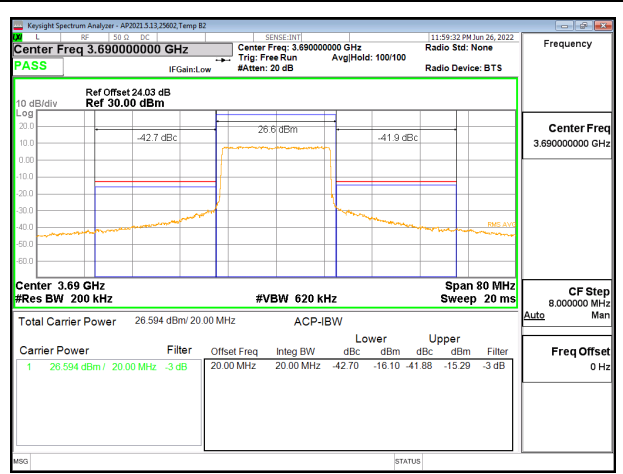 Keysight Spectrum Analyzer - AP2021.5.13,25602,Temp B2
LXI L RF 50 Ω DC SENSE:INT 11:59:32 PM Jun 26, 2022
Center Freq 3.690000000 GHz
Center Freq: 3.690000000 GHz
Radio Std: None
Frequency
PASS
Trig: Free Run Avg|Hold: 100/100
IFGain:Low #Atten: 20 dB Radio Device: BTS
Ref Offset 24.03 dB
10 dB/div Ref 30.00 dBm
Log
20.0
10.0
0.00
-10.0
-20.0
-30.0
-40.0
-50.0
-60.0
-42.7 dBc 26.6 dBm -41.9 dBc
RMS AVG
Center Freq
3.690000000 GHz
Center 3.69 GHz Span 80 MHz
#Res BW 200 kHz #VBW 620 kHz Sweep 20 ms
CF Step
8.000000 MHz
Auto Man
Total Carrier Power 26.594 dBm/ 20.00 MHz ACP-IBW
Lower Upper
Carrier Power Filter Offset Freq Integ BW dBc dBm dBc dBm Filter
1 26.594 dBm / 20.00 MHz -3 dB 20.00 MHz 20.00 MHz -42.70 -16.10 -41.88 -15.29 -3 dB
Freq Offset
0 Hz
MSG STATUS